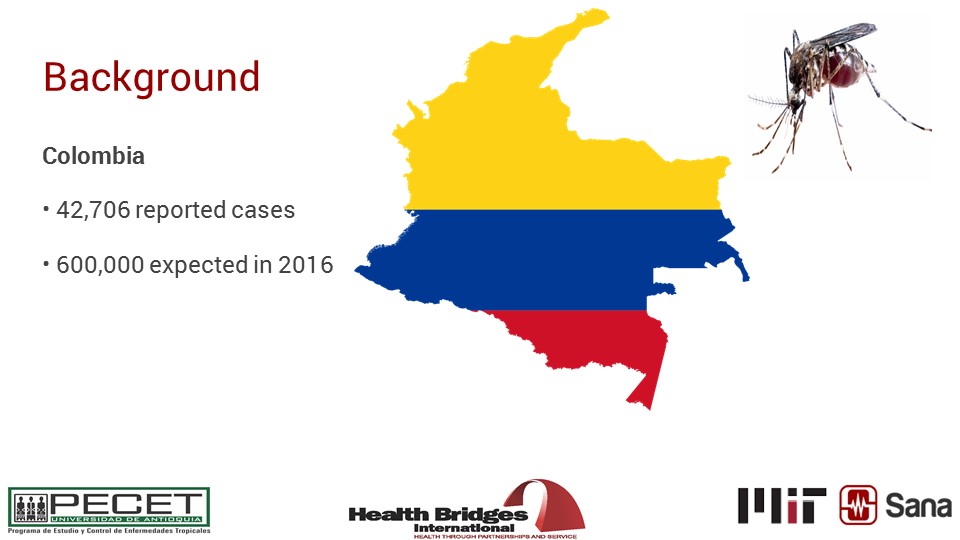 Background
Colombia
• 42,706 reported cases
• 600,000 expected in 2016
PECET
UNIVERSIDAD DE ANTIOQUIA
Programa de Estudio y Control de Enfermedades Tropicales
Health Bridges
International
HEALTH THROUGH PARTNERSHIPS AND SERVICE
MIT
Sana